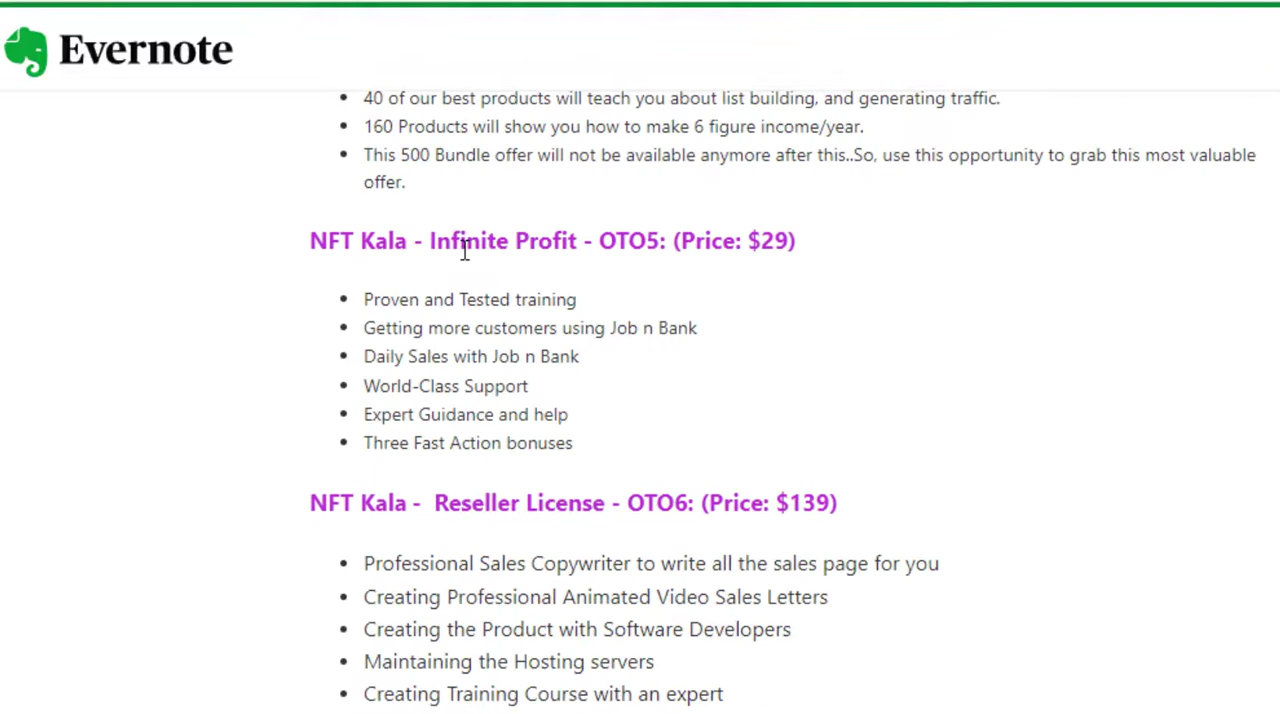 Evernote
40 of our best products will teach you about list building, and generating traffic.
160 Products will show you how to make 6 figure income/year.
This 500 Bundle offer will not be available anymore after this..So, use this opportunity to grab this most valuable
offer.
NFT Kala - Infinite Profit - OTO5: (Price: $29)
Proven and Tested training
Getting more customers using Job n Bank
Daily Sales with Job n Bank
World-Class Support
Expert Guidance and help
Three Fast Action bonuses
NFT Kala -  Reseller License - OTO6: (Price: $139)
Professional Sales Copywriter to write all the sales page for you
Creating Professional Animated Video Sales Letters
Creating the Product with Software Developers
Maintaining the Hosting servers
Creating Training Course with an expert